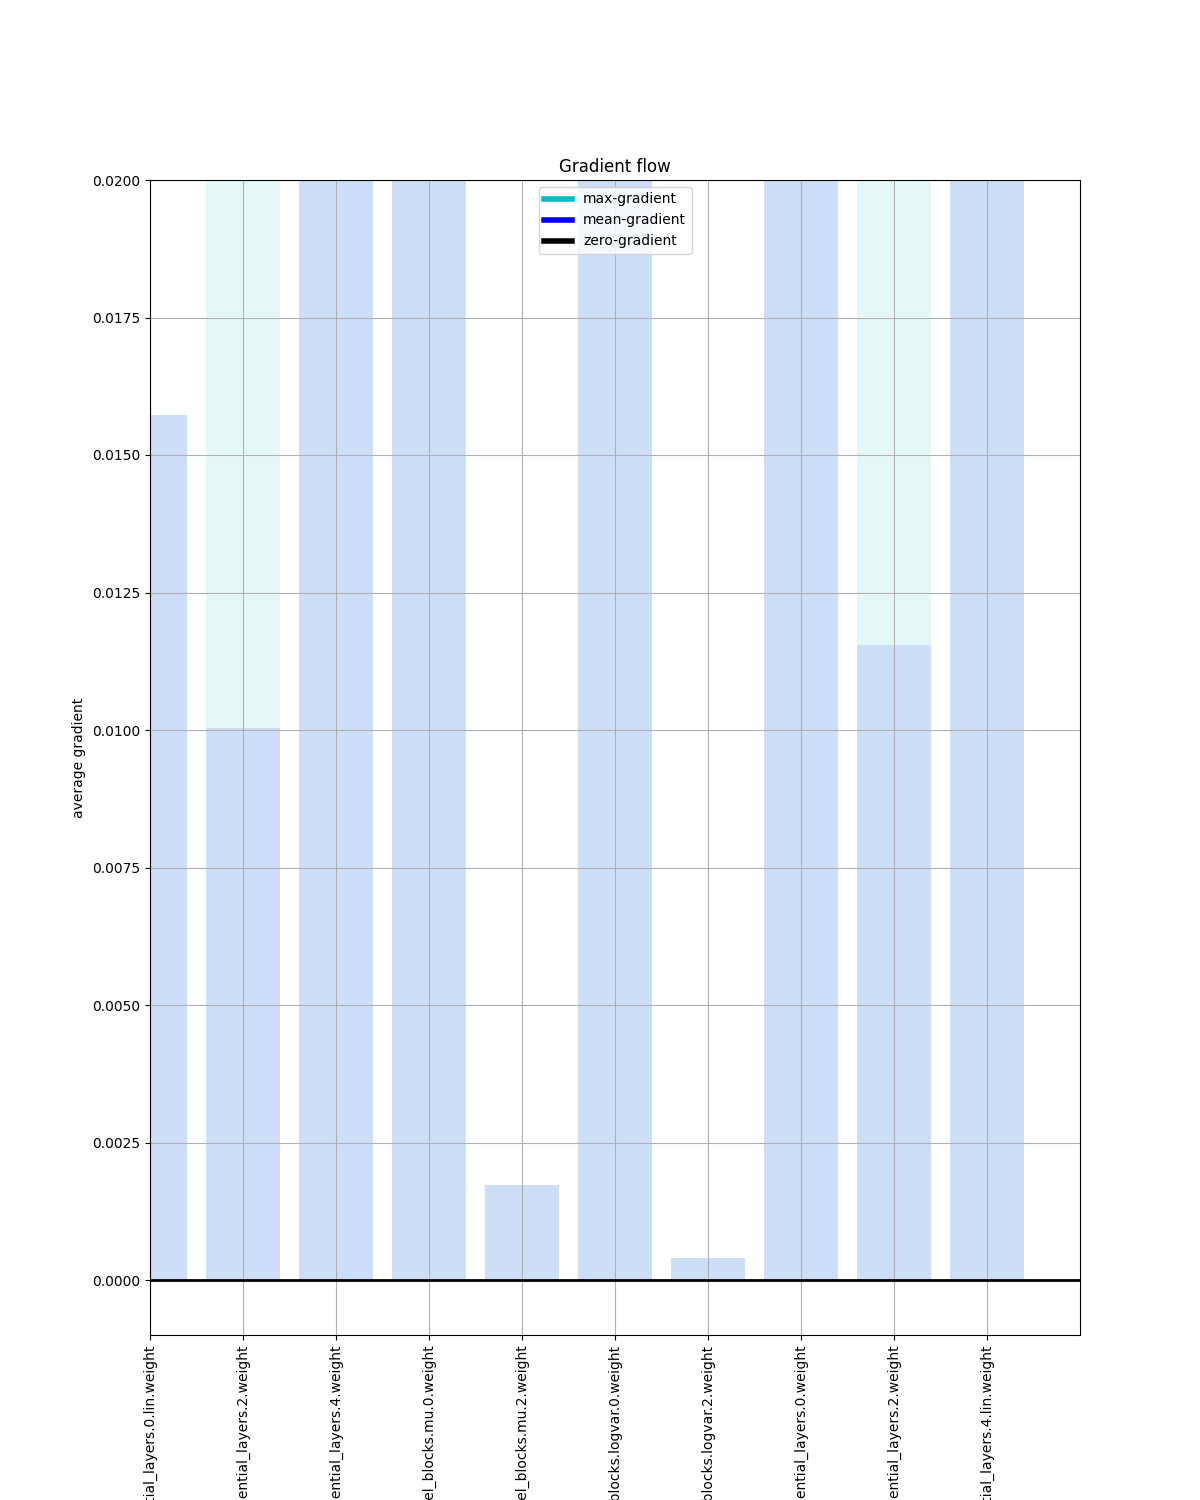 Gradient flow
max-gradient
mean-gradient
zero-gradient
0.0200
0.0175
0.0150
0.0125
0.0100
0.0075
0.0050
0.0025
0.0000
average gradient
tial_layers.0.lin.weight
ential_layers.2.weight
ential_layers.4.weight
el_blocks.mu.0.weight
el_blocks.mu.2.weight
blocks.logvar.0.weight
blocks.logvar.2.weight
ential_layers.0.weight
ential_layers.2.weight
tial_layers.4.lin.weight